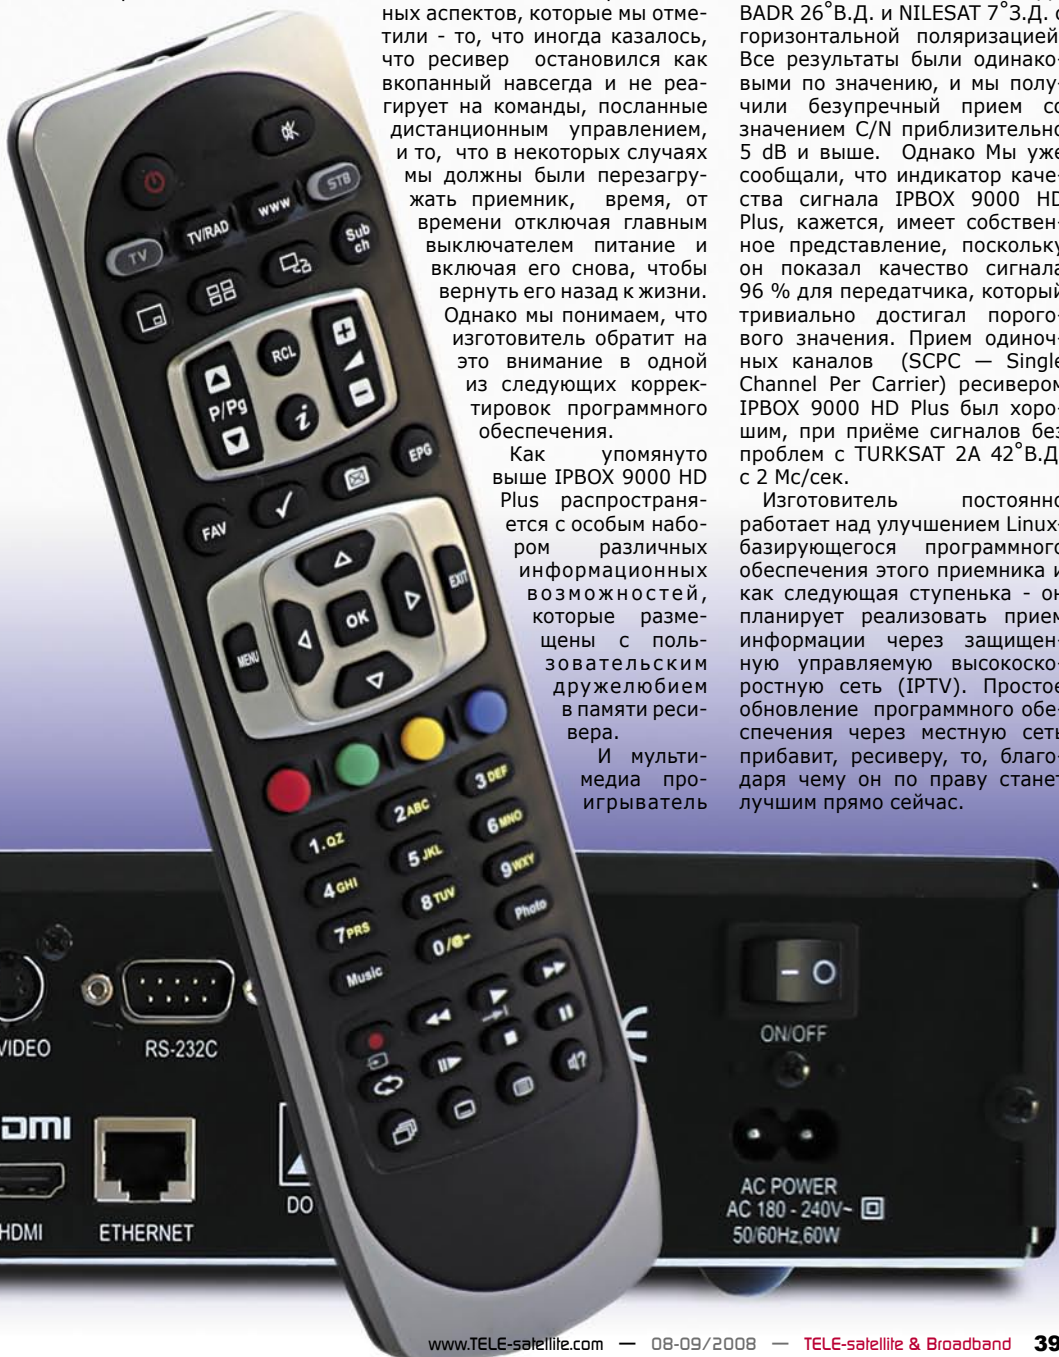 ных аспектов, которые мы отме-
тили - то, что иногда казалось,
что ресивер остановился как
вкопанный навсегда и не реа-
гирует на команды, посланные
дистанционным управлением,
и то, что в некоторых случаях
мы должны были перезагру-
жать приемник, время, от
времени отключая главным
выключателем питание и
включая его снова, чтобы
вернуть его назад к жизни.
Однако мы понимаем, что
изготовитель обратит на
это внимание в одной
из следующих коррек-
тировок программного
обеспечения.
Как упомянуто
выше IPBOX 9000 HD
Plus распространя-
ется с особым набо-
ром различных
информационных
возможностей,
которые разме-
щены с поль-
зовательским
дружелюбием
в памяти реси-
вера.
И мульти-
медиа про-
игрыватель
BADR 26˚В.Д. и NILESAT 7˚З.Д. с
горизонтальной поляризацией.
Все результаты были одинако-
выми по значению, и мы полу-
чили безупречный прием со
значением C/N приблизительно
5 dB и выше. Однако Мы уже
сообщали, что индикатор каче-
ства сигнала IPBOX 9000 HD
Plus, кажется, имеет собствен-
ное представление, поскольку
он показал качество сигнала
96 % для передатчика, который
тривиально достигал порого-
вого значения. Прием одиноч-
ных каналов (SCPC — Single
Channel Per Carrier) ресивером
IPBOX 9000 HD Plus был хоро-
шим, при приёме сигналов без
проблем с TURKSAT 2A 42˚В.Д.
с 2 Мс/сек.
Изготовитель постоянно
работает над улучшением Linux-
базирующегося программного
обеспечения этого приемника и
как следующая ступенька - он
планирует реализовать прием
информации через защищен-
ную управляемую высокоско-
ростную сеть (IPTV). Простое
обновление программного обе-
спечения через местную сеть
прибавит, ресиверу, то, благо-
даря чему он по праву станет
лучшим прямо сейчас.
TV TV/RAD www STB
Sub ch
P/Pg RCL i
FAV EPG
MENU OK EXIT
1.QZ 2ABC 3DEF
4GHI 5JKL 6MNO
7PRS 8TUV 9WXY
Music 0/@~ Photo
VIDEO RS-232C
HDMI
HDMI ETHERNET
DO
CE
ON/OFF
AC POWER
AC 180 - 240V~
50/60Hz,60W
www.TELE-satellite.com — 08-09/2008 — TELE-satellite & Broadband 39